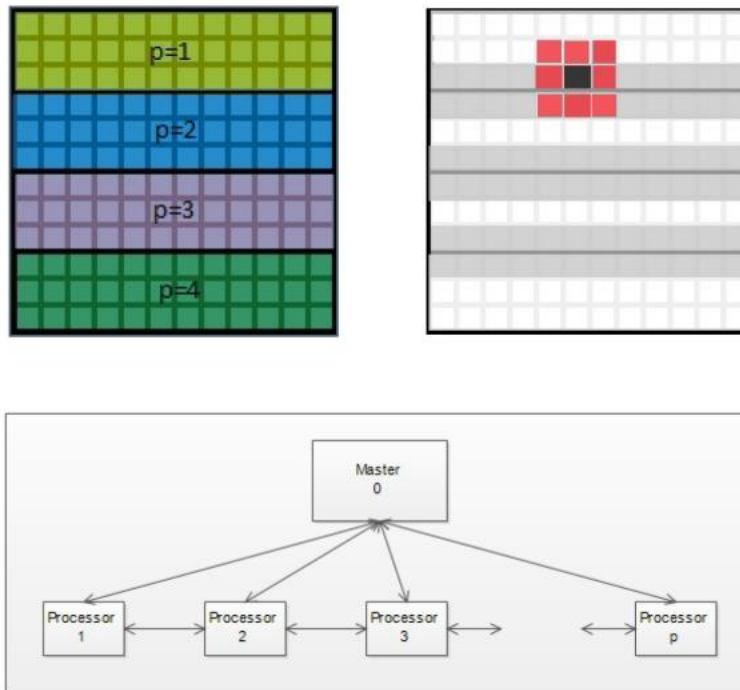 p=1
p=2
p=3
p=4
Master
0
Processor
1
Processor
2
Processor
3
Processor
p